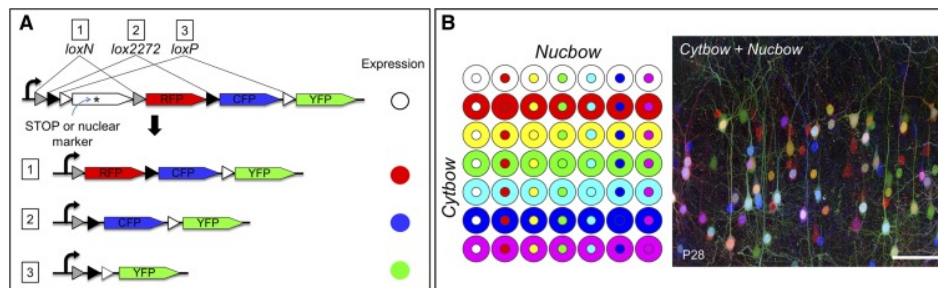 A
1
2
3
loxN
lox2272
loxP
Expression
*
RFP
CFP
YFP
STOP or nuclear
marker
1
RFP
CFP
YFP
2
CFP
YFP
3
YFP
B
Nucbow
Cytbow
Cytbow + Nucbow
P28